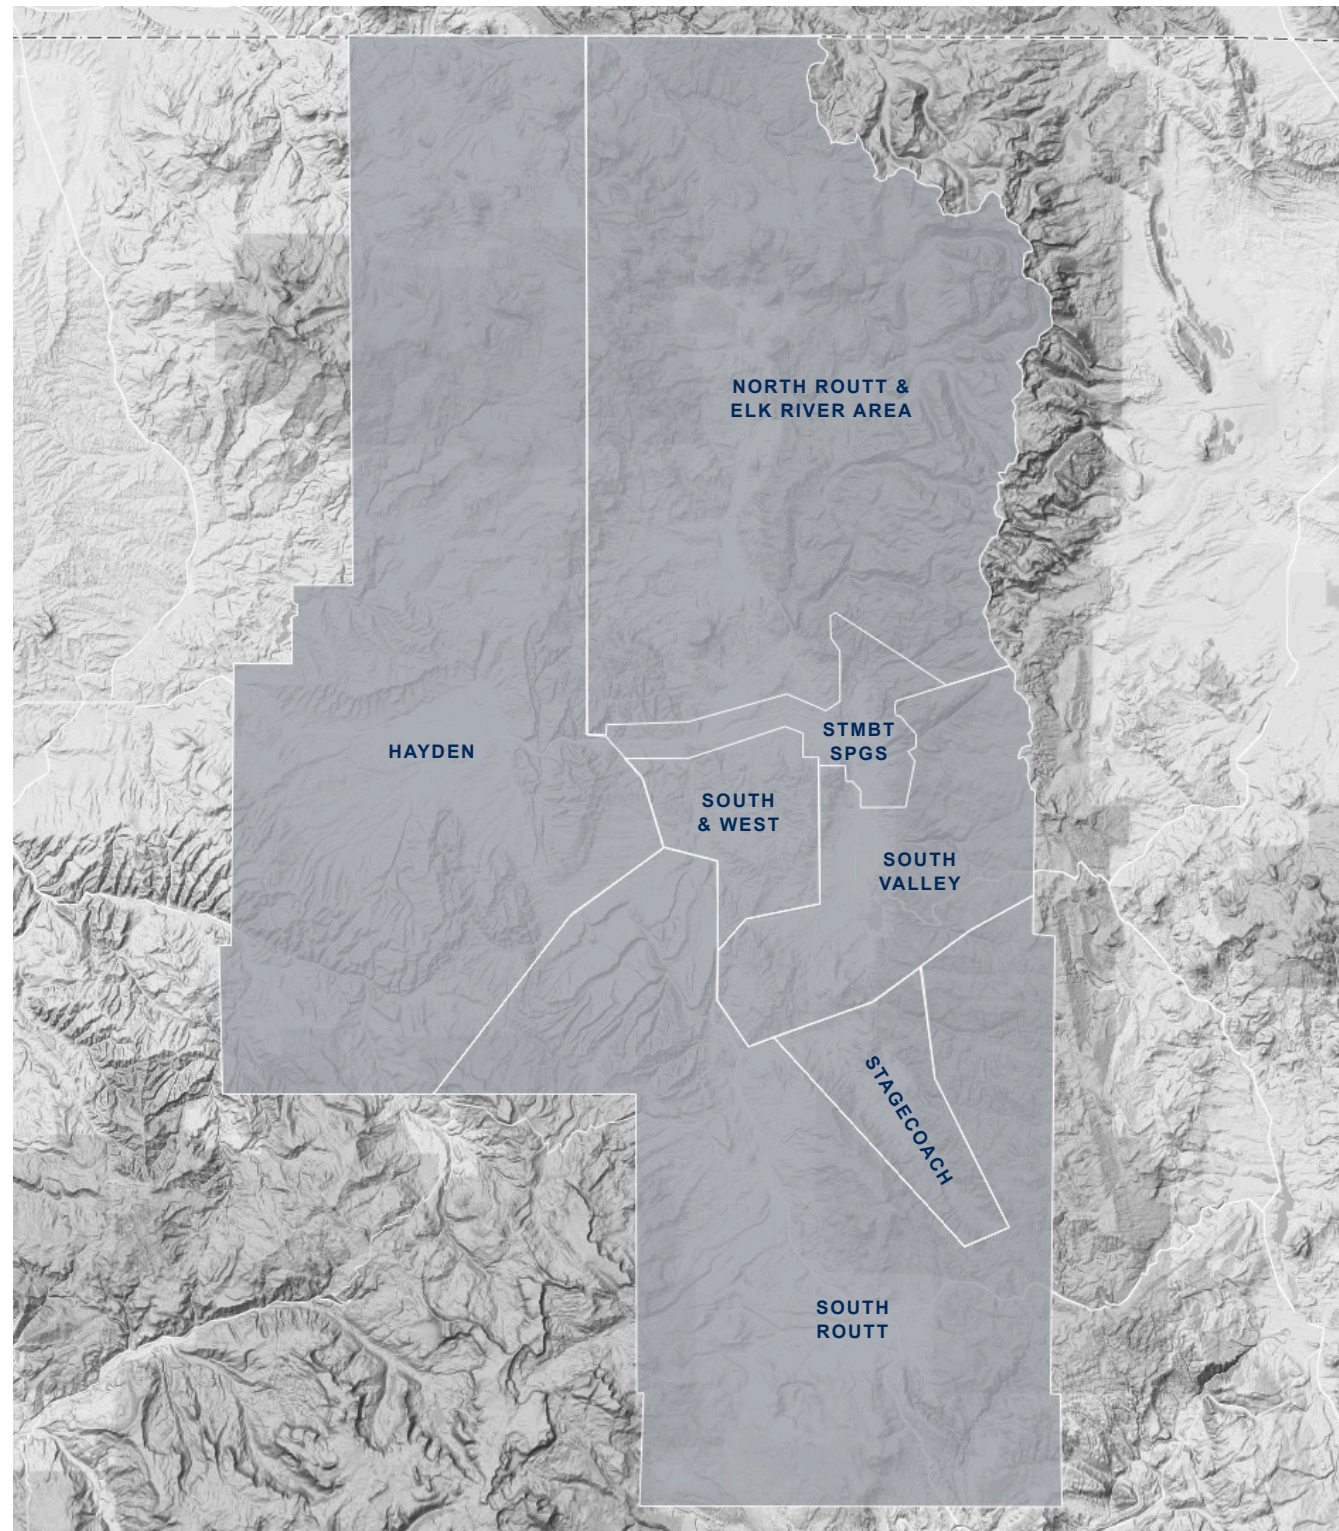 NORTH ROUTT &
ELK RIVER AREA
STMBT
SPGS
HAYDEN
SOUTH
& WEST
SOUTH
VALLEY
STAGECOACH
SOUTH
ROUTT